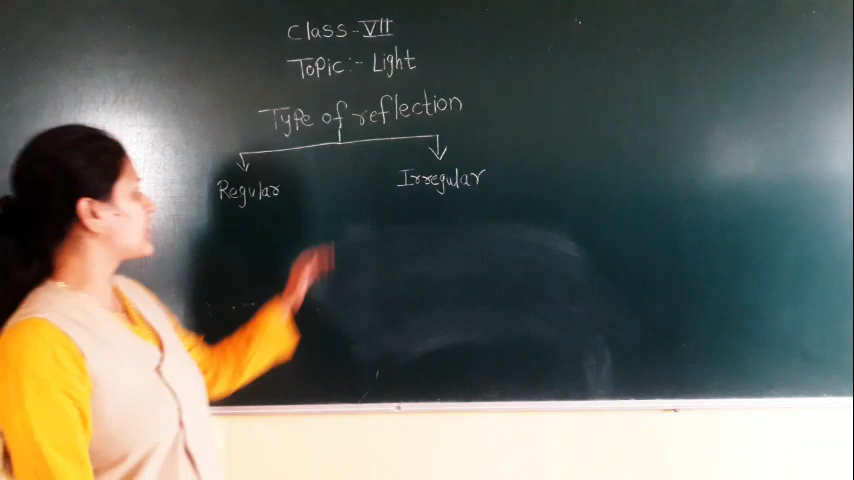 Class - VII
Topic :- Light
Type of reflection
Regular
Irregular